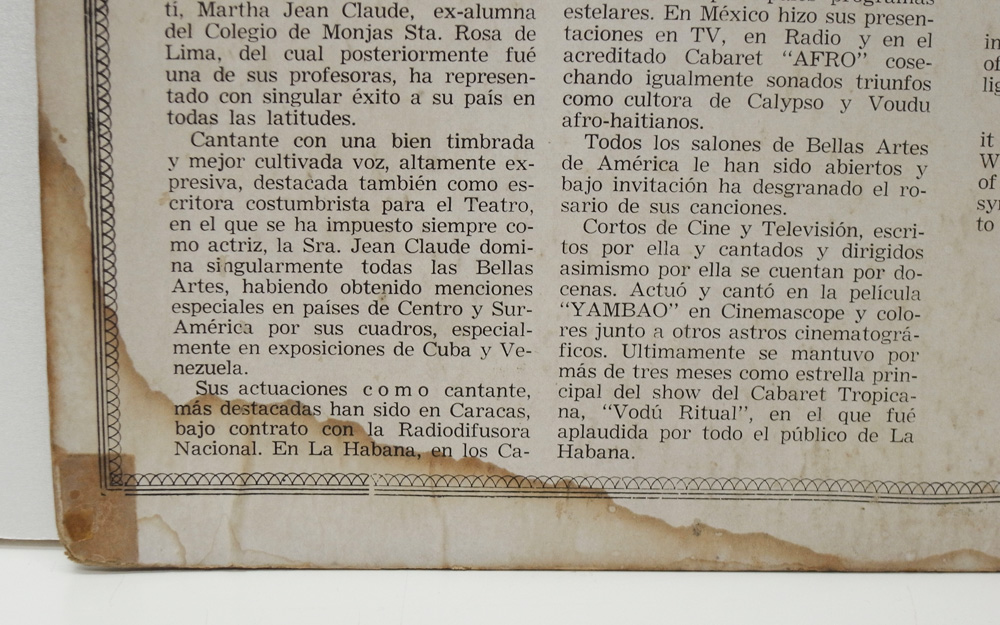 tí, Martha Jean Claude, ex-alumna
del Colegio de Monjas Sta. Rosa de
Lima, del cual posteriormente fué
una de sus profesoras, ha represen-
tado con singular éxito a su país en
todas las latitudes.
Cantante con una bien timbrada
y mejor cultivada voz, altamente ex-
presiva, destacada también como es-
critora costumbrista para el Teatro,
en el que se ha impuesto siempre co-
mo actriz, la Sra. Jean Claude domi-
na singularmente todas las Bellas
Artes, habiendo obtenido menciones
especiales en países de Centro y Sur-
América por sus cuadros, especial-
mente en exposiciones de Cuba y Ve-
nezuela.
Sus actuaciones como cantante,
más destacadas han sido en Caracas,
bajo contrato con la Radiodifusora
Nacional. En La Habana, en los Ca-
estelares. En México hizo sus presen-
taciones en TV, en Radio y en el
acreditado Cabaret “AFRO” cose-
chando igualmente sonados triunfos
como cultora de Calypso y Voudu
afro-haitianos.
Todos los salones de Bellas Artes
de América le han sido abiertos y
bajo invitación ha desgranado el ro-
sario de sus canciones.
Cortos de Cine y Televisión, escri-
tos por ella y cantados y dirigidos
asimismo por ella se cuentan por do-
cenas. Actuó y cantó en la película
“YAMBAO” en Cinemascope y colo-
res junto a otros astros cinematográ-
ficos. Ultimamente se mantuvo por
más de tres meses como estrella prin-
cipal del show del Cabaret Tropica-
na, “Vodú Ritual”, en el que fué
aplaudida por todo el público de La
Habana.
of
it
of
to